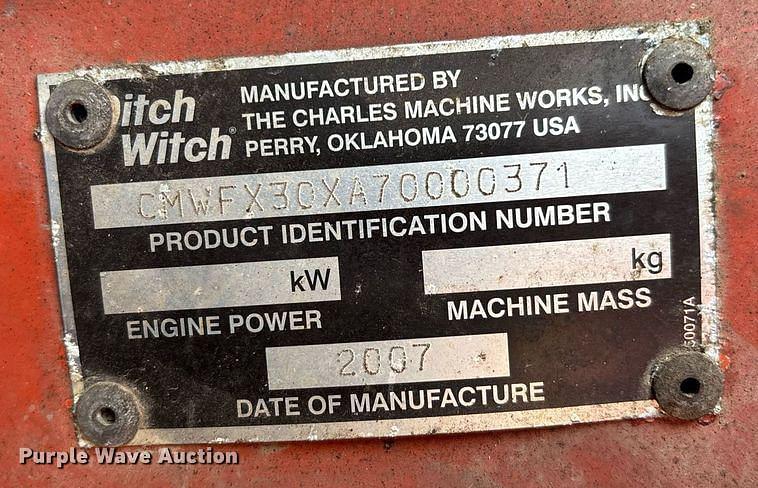 Ditch
Witch®
MANUFACTURED BY
THE CHARLES MACHINE WORKS, INC
PERRY, OKLAHOMA 73077 USA
CMWFX30XA70000371
PRODUCT IDENTIFICATION NUMBER
kW
ENGINE POWER
kg
MACHINE MASS
2007
DATE OF MANUFACTURE
Purple Wave Auction